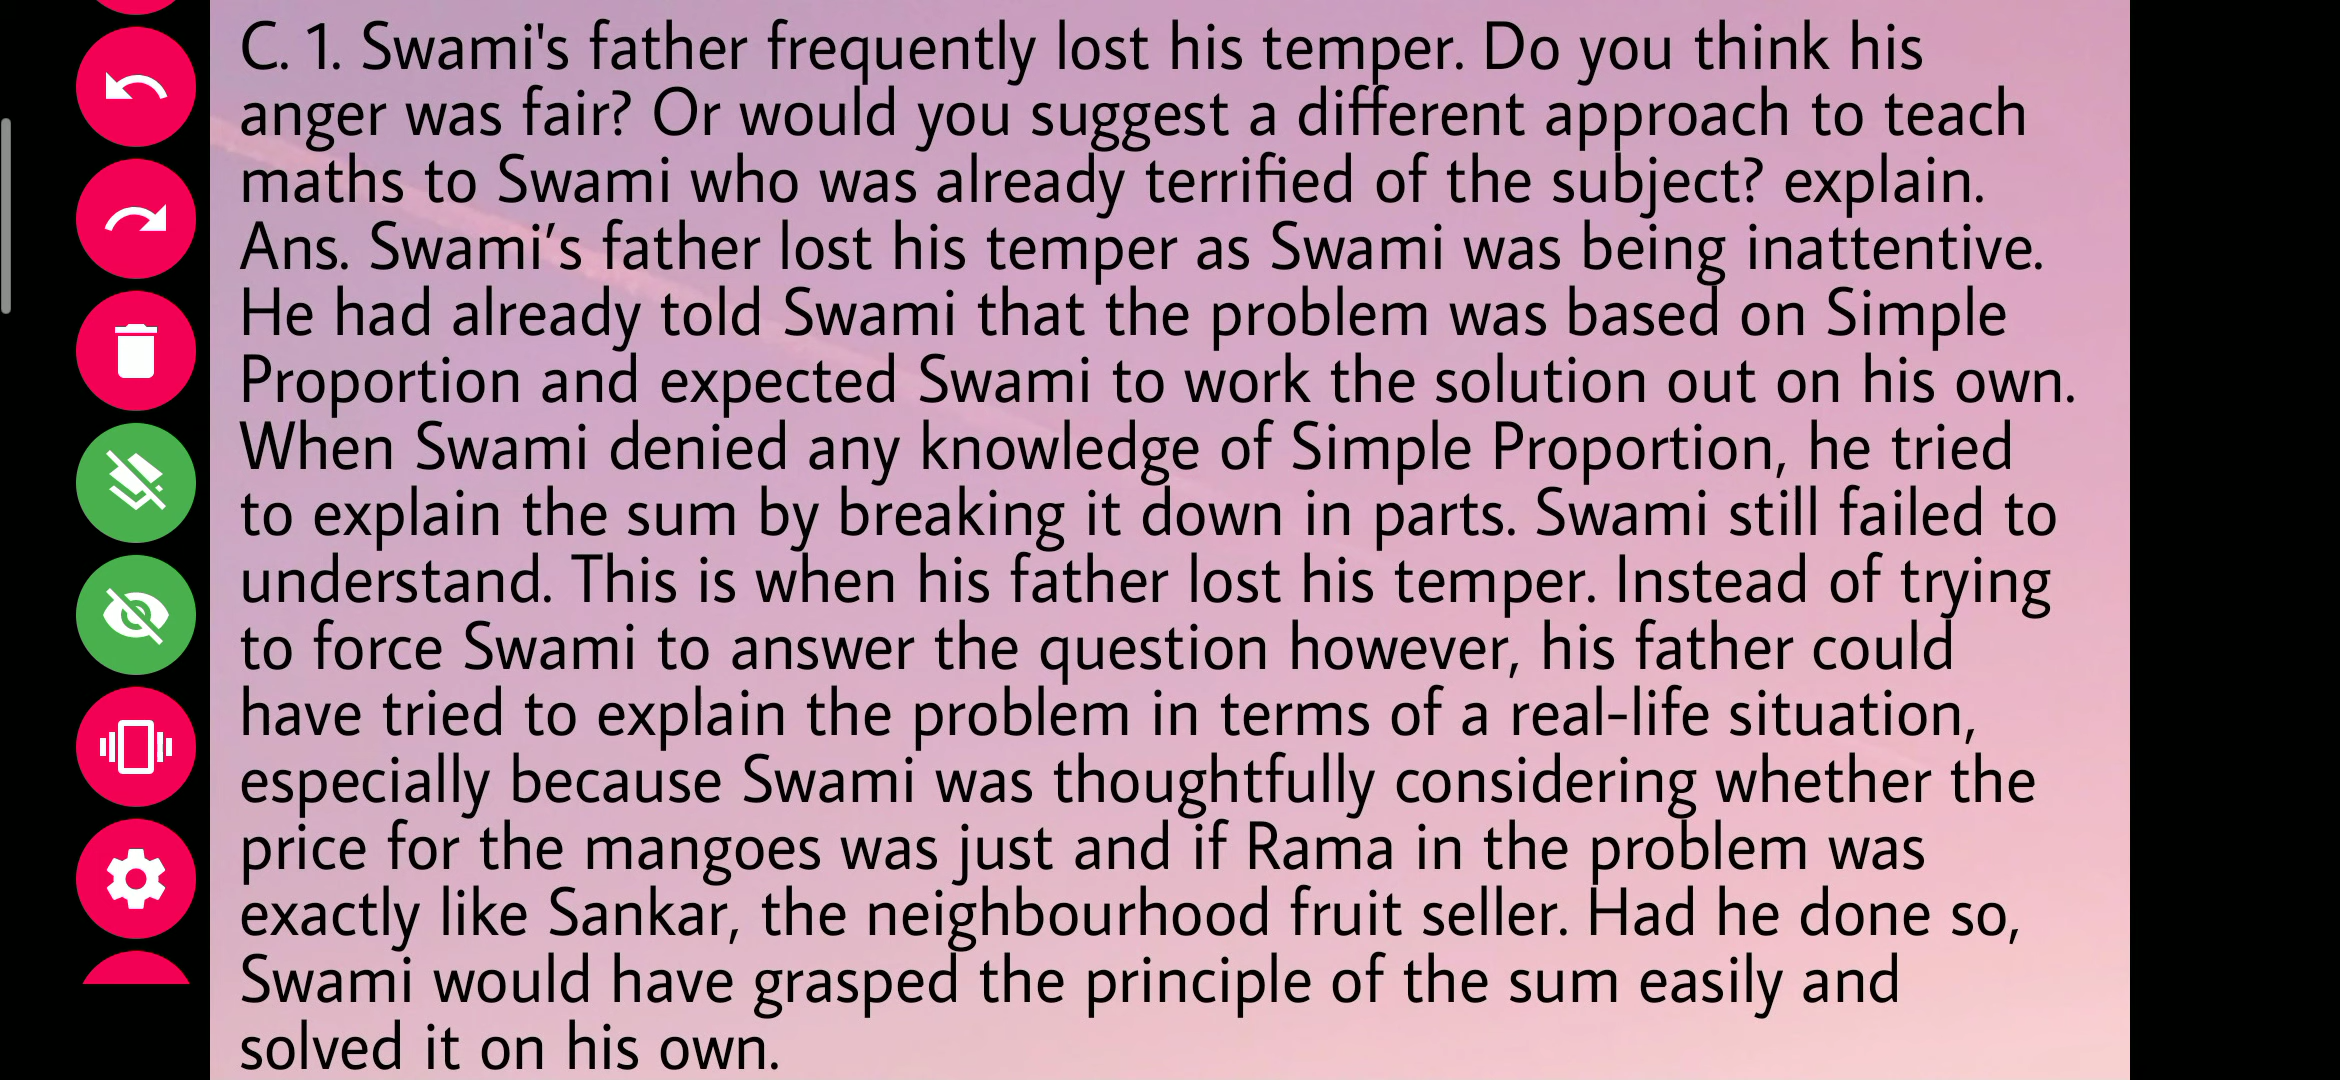 C. 1. Swami's father frequently lost his temper. Do you think his
anger was fair? Or would you suggest a different approach to teach
maths to Swami who was already terrified of the subject? explain.
Ans. Swami’s father lost his temper as Swami was being inattentive.
He had already told Swami that the problem was based on Simple
Proportion and expected Swami to work the solution out on his own.
When Swami denied any knowledge of Simple Proportion, he tried
to explain the sum by breaking it down in parts. Swami still failed to
understand. This is when his father lost his temper. Instead of trying
to force Swami to answer the question however, his father could
have tried to explain the problem in terms of a real-life situation,
especially because Swami was thoughtfully considering whether the
price for the mangoes was just and if Rama in the problem was
exactly like Sankar, the neighbourhood fruit seller. Had he done so,
Swami would have grasped the principle of the sum easily and
solved it on his own.